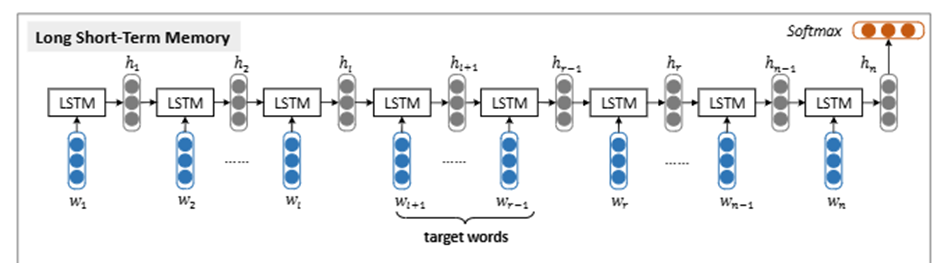 Softmax
Long Short-Term Memory
h₁ h₂ hₗ hₗ₊₁ hᵣ₋₁ hᵣ hₙ₋₁ hₙ
LSTM LSTM LSTM LSTM LSTM LSTM LSTM LSTM
...... ...... ......
w₁ w₂ wₗ wₗ₊₁ wᵣ₋₁ wᵣ wₙ₋₁ wₙ
target words